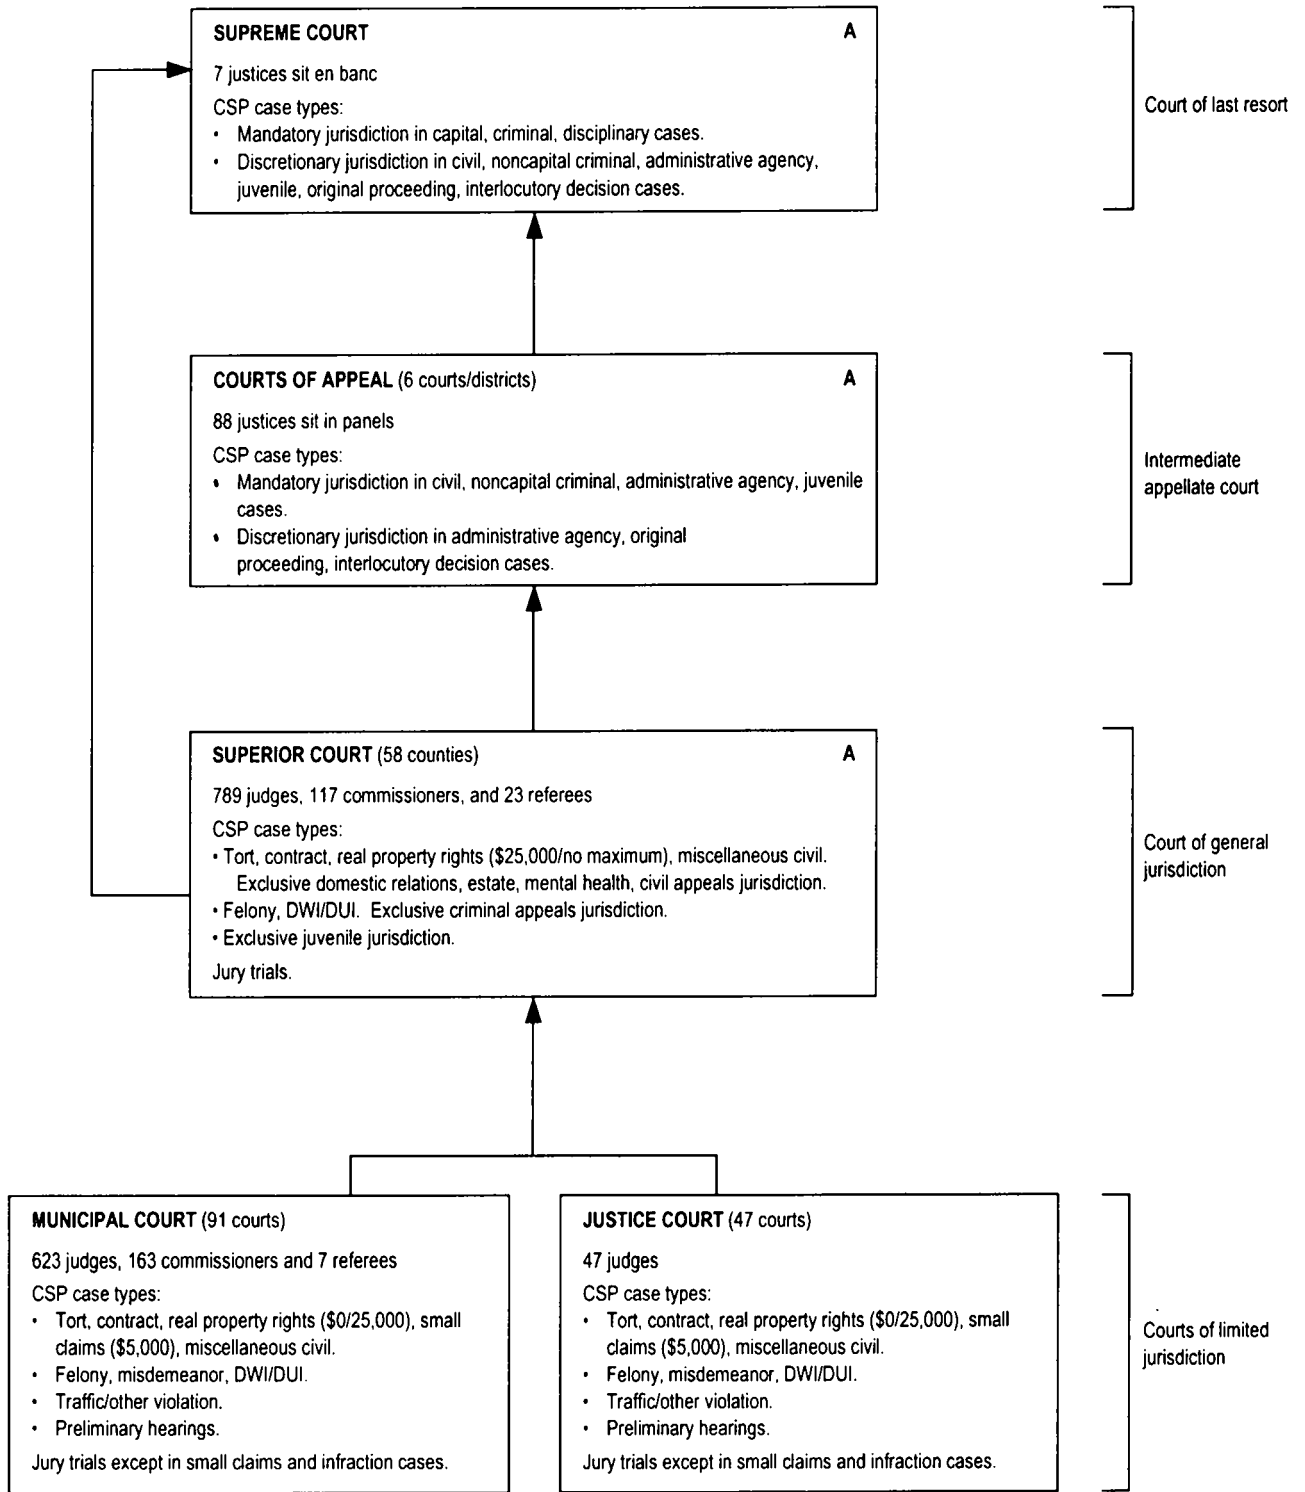 SUPREME COURT A
7 justices sit en banc
CSP case types:
• Mandatory jurisdiction in capital, criminal, disciplinary cases.
• Discretionary jurisdiction in civil, noncapital criminal, administrative agency,
juvenile, original proceeding, interlocutory decision cases.
Court of last resort
COURTS OF APPEAL (6 courts/districts) A
88 justices sit in panels
CSP case types:
• Mandatory jurisdiction in civil, noncapital criminal, administrative agency, juvenile
cases.
• Discretionary jurisdiction in administrative agency, original
proceeding, interlocutory decision cases.
Intermediate
appellate court
SUPERIOR COURT (58 counties) A
789 judges, 117 commissioners, and 23 referees
CSP case types:
• Tort, contract, real property rights ($25,000/no maximum), miscellaneous civil.
Exclusive domestic relations, estate, mental health, civil appeals jurisdiction.
• Felony, DWI/DUI. Exclusive criminal appeals jurisdiction.
• Exclusive juvenile jurisdiction.
Jury trials.
Court of general
jurisdiction
MUNICIPAL COURT (91 courts)
623 judges, 163 commissioners and 7 referees
CSP case types:
• Tort, contract, real property rights ($0/25,000), small
claims ($5,000), miscellaneous civil.
• Felony, misdemeanor, DWI/DUI.
• Traffic/other violation.
• Preliminary hearings.
Jury trials except in small claims and infraction cases.
JUSTICE COURT (47 courts)
47 judges
CSP case types:
• Tort, contract, real property rights ($0/25,000), small
claims ($5,000), miscellaneous civil.
• Felony, misdemeanor, DWI/DUI.
• Traffic/other violation.
• Preliminary hearings.
Jury trials except in small claims and infraction cases.
Courts of limited
jurisdiction